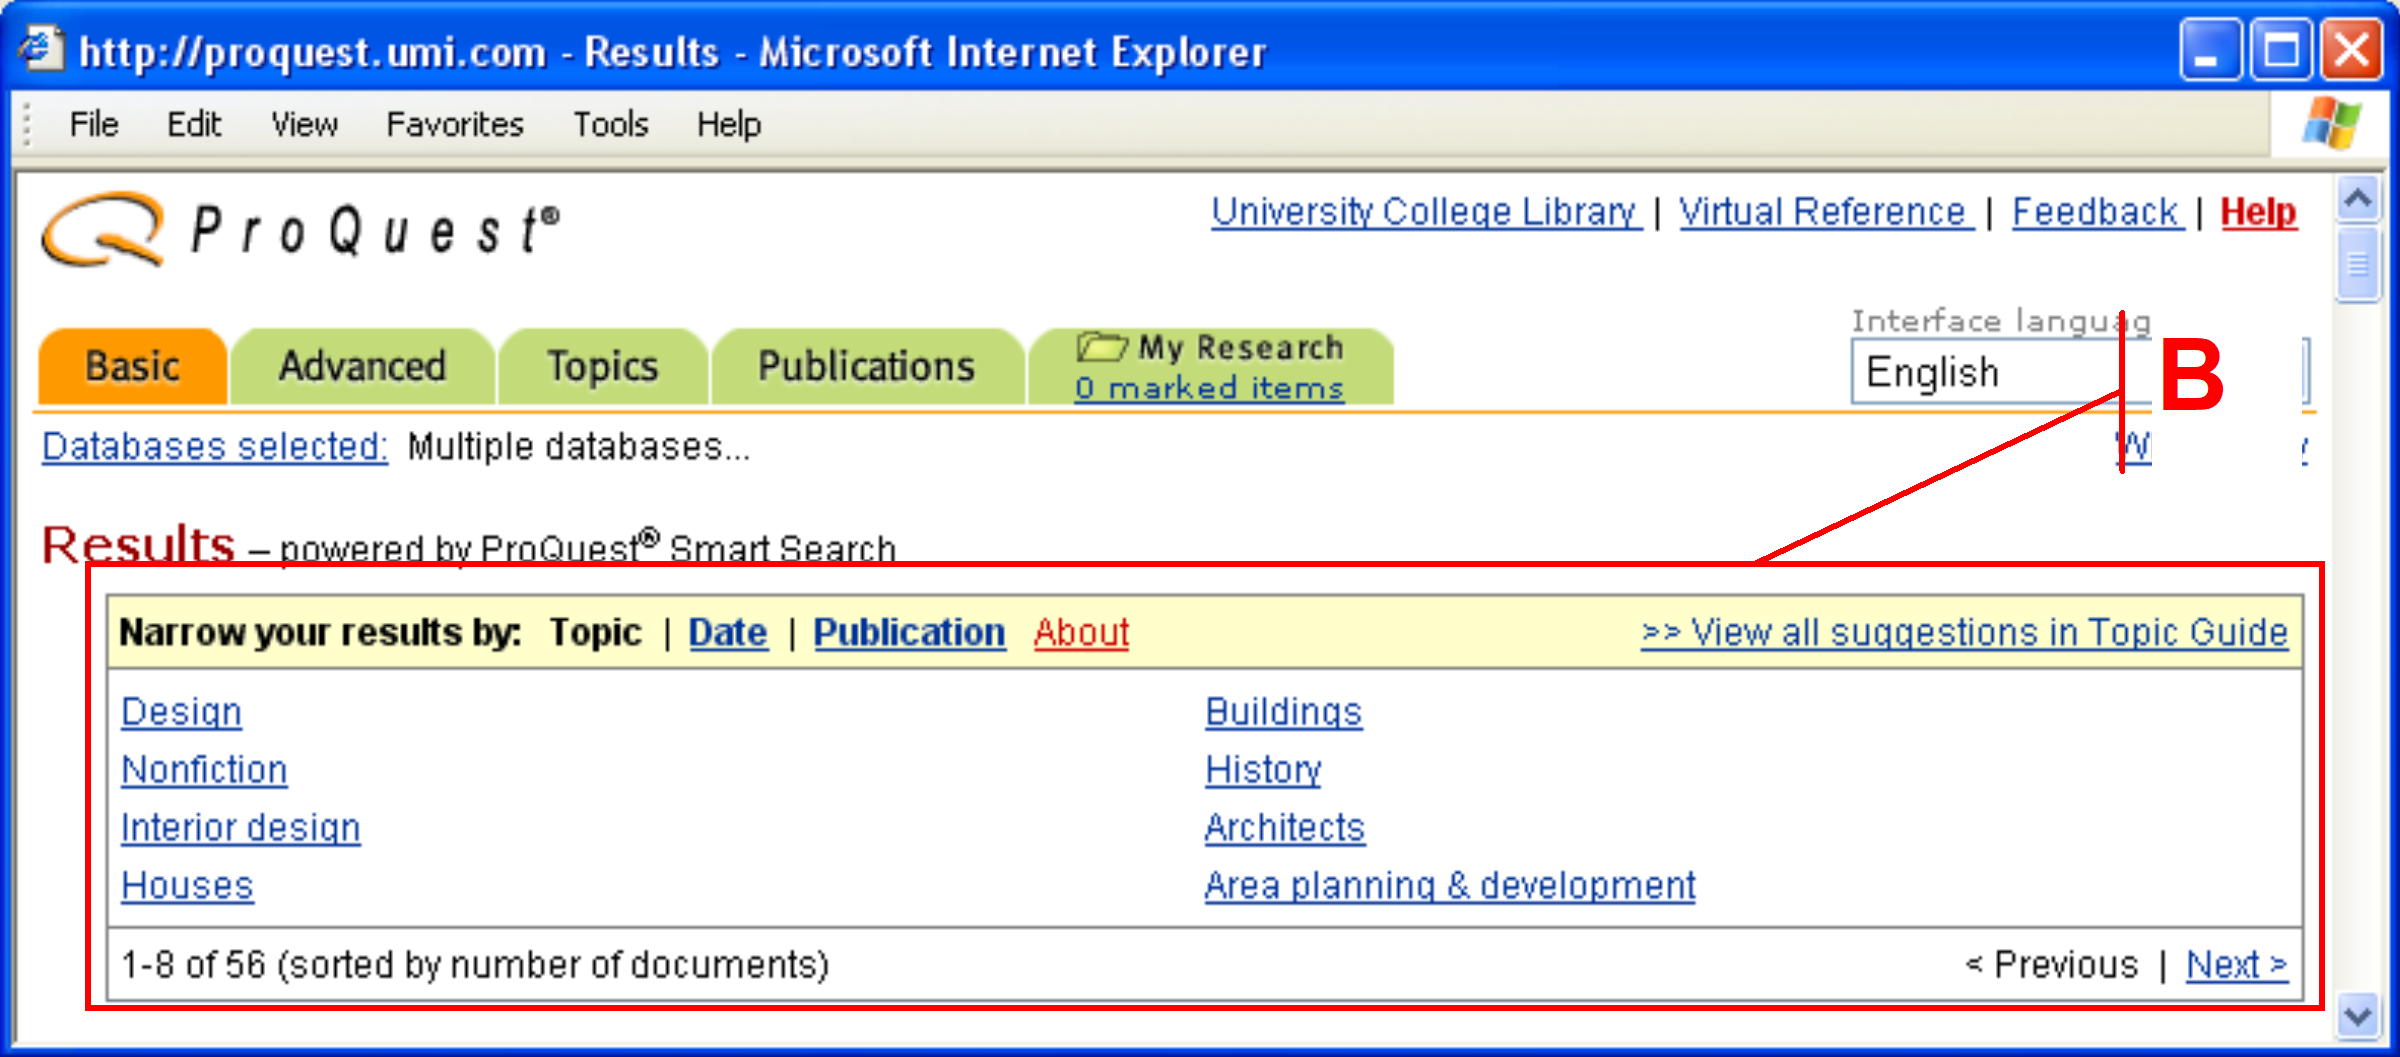 http://proquest.umi.com - Results - Microsoft Internet Explorer
File Edit View Favorites Tools Help
ProQuest®
University College Library | Virtual Reference | Feedback | Help
Interface languag
Basic Advanced Topics Publications My Research
0 marked items
English
B
Databases selected: Multiple databases...
Results – powered by ProQuest® Smart Search
Narrow your results by: Topic | Date | Publication About >> View all suggestions in Topic Guide
Design Buildings
Nonfiction History
Interior design Architects
Houses Area planning & development
1-8 of 56 (sorted by number of documents) < Previous | Next >